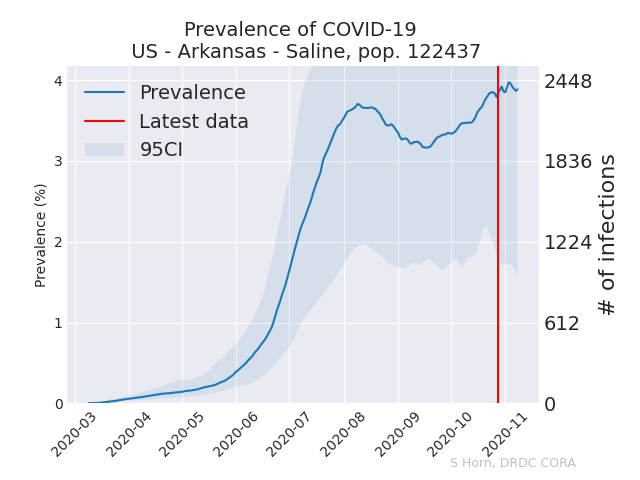 Prevalence of COVID-19
US - Arkansas - Saline, pop. 122437
Prevalence
Latest data
95CI
Prevalence (%)
4
3
2
1
0
2448
1836
1224
612
0
# of infections
2020-03
2020-04
2020-05
2020-06
2020-07
2020-08
2020-09
2020-10
2020-11
S Horn, DRDC CORA